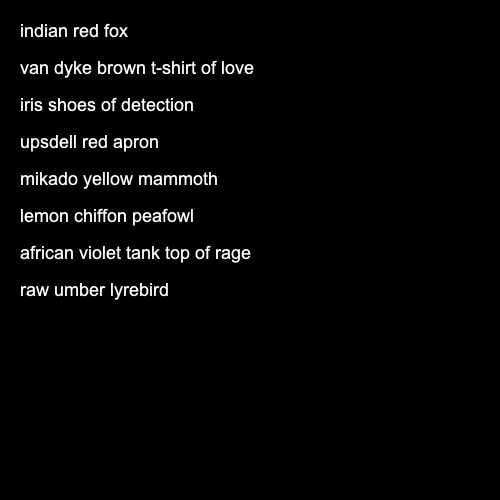 indian red fox
van dyke brown t-shirt of love
iris shoes of detection
upsdell red apron
mikado yellow mammoth
lemon chiffon peafowl
african violet tank top of rage
raw umber lyrebird